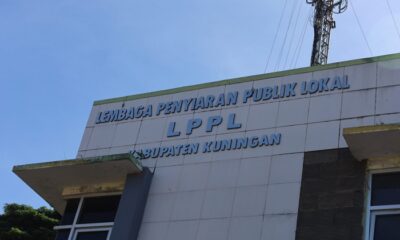 LEMBAGA PENYIARAN PUBLIK LOKAL
LPPL
KABUPATEN KUNINGAN